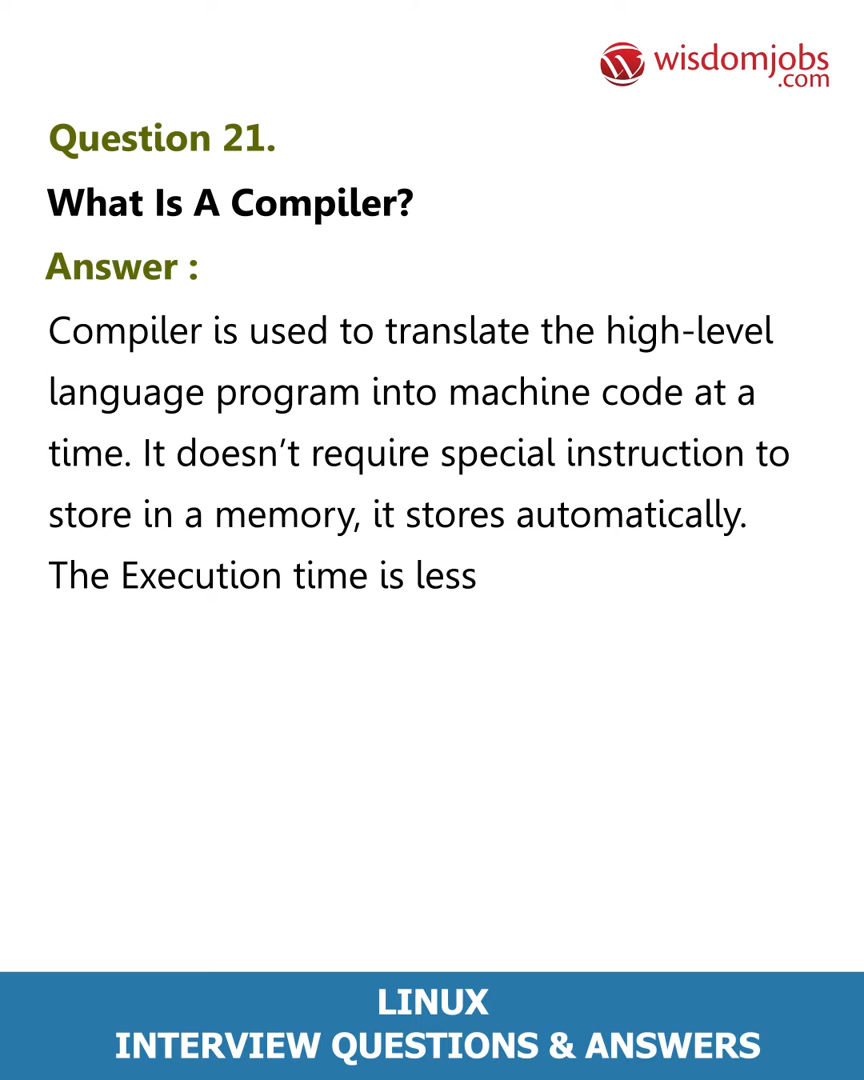 wisdomjobs
.com
Question 21.
What Is A Compiler?
Answer :
Compiler is used to translate the high-level
language program into machine code at a
time. It doesn’t require special instruction to
store in a memory, it stores automatically.
The Execution time is less
LINUX
INTERVIEW QUESTIONS & ANSWERS